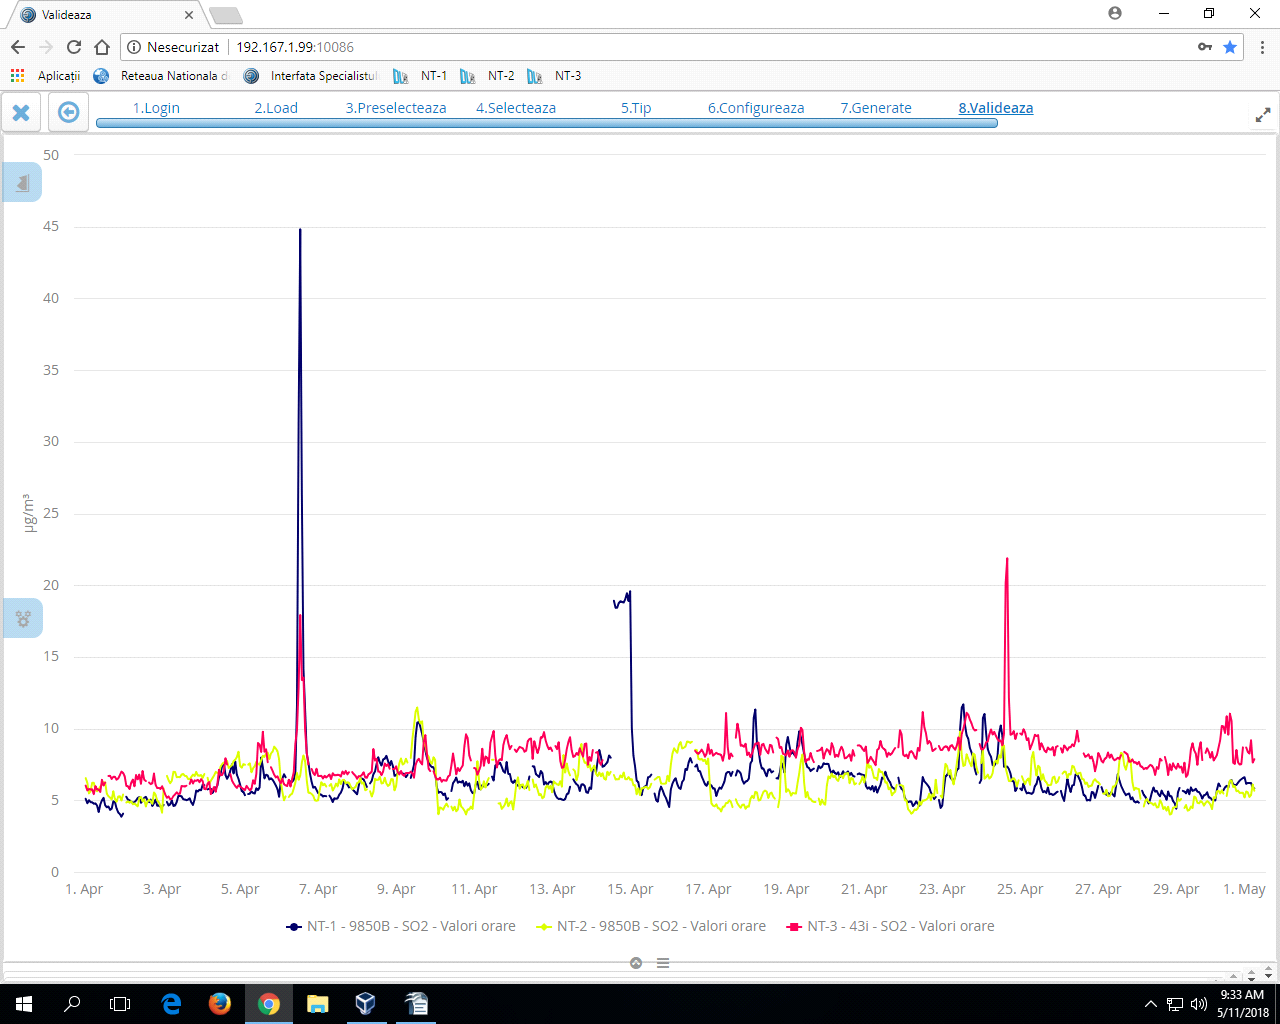 Valideaza
Nesecurizat 192.167.1.99:10086
Aplicații Reteaua Nationala d Interfata Specialistul NT-1 NT-2 NT-3
1.Login 2.Load 3.Preselecteaza 4.Selecteaza 5.Tip 6.Configureaza 7.Generate 8.Valideaza
50
45
40
35
30
25
20
15
10
5
0
µg/m³
1. Apr 3. Apr 5. Apr 7. Apr 9. Apr 11. Apr 13. Apr 15. Apr 17. Apr 19. Apr 21. Apr 23. Apr 25. Apr 27. Apr 29. Apr 1. May
NT-1 - 9850B - SO2 - Valori orare NT-2 - 9850B - SO2 - Valori orare NT-3 - 43i - SO2 - Valori orare
9:33 AM
5/11/2018